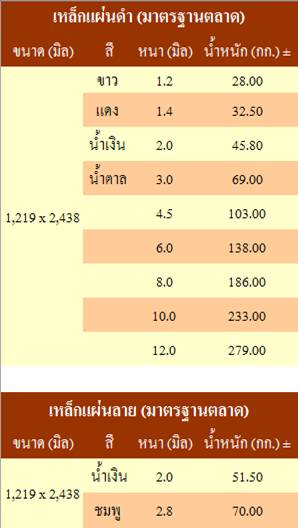 เหล็กแผ่นดำ (มาตรฐานตลาด)
ขนาด (มิล) สี หนา (มิล) น้ำหนัก (กก.) ±
ขาว 1.2 28.00
แดง 1.4 32.50
น้ำเงิน 2.0 45.80
น้ำตาล 3.0 69.00
1,219 x 2,438 4.5 103.00
6.0 138.00
8.0 186.00
10.0 233.00
12.0 279.00
เหล็กแผ่นลาย (มาตรฐานตลาด)
ขนาด (มิล) สี หนา (มิล) น้ำหนัก (กก.) ±
น้ำเงิน 2.0 51.50
1,219 x 2,438
ชมพู 2.8 70.00